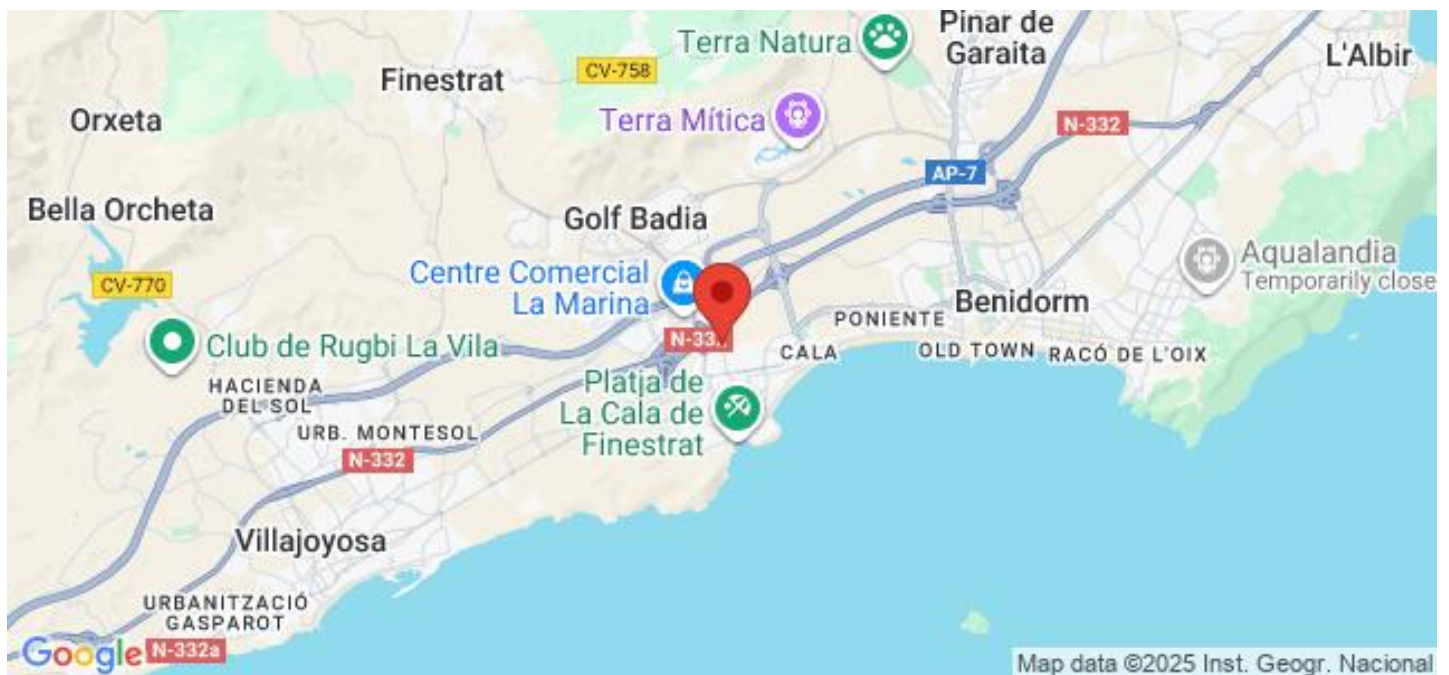 Terra Natura
Pinar de
Garaita
L'Albir
Finestrat
CV-758
Orxeta
Terra Mítica
N-332
AP-7
Bella Orcheta
Golf Badia
Aqualandia
Temporarily close
Centre Comercial
La Marina
CV-770
Benidorm
PONIENTE
Club de Rugbi La Vila
CALA
OLD TOWN
RACÓ DE L'OIX
HACIENDA
DEL SOL
Platja de
La Cala de
Finestrat
URB. MONTESOL
N-332
Villajoyosa
URBANITZACIÓ
GASPAROT
Google
N-332a
Map data ©2025 Inst. Geogr. Nacional